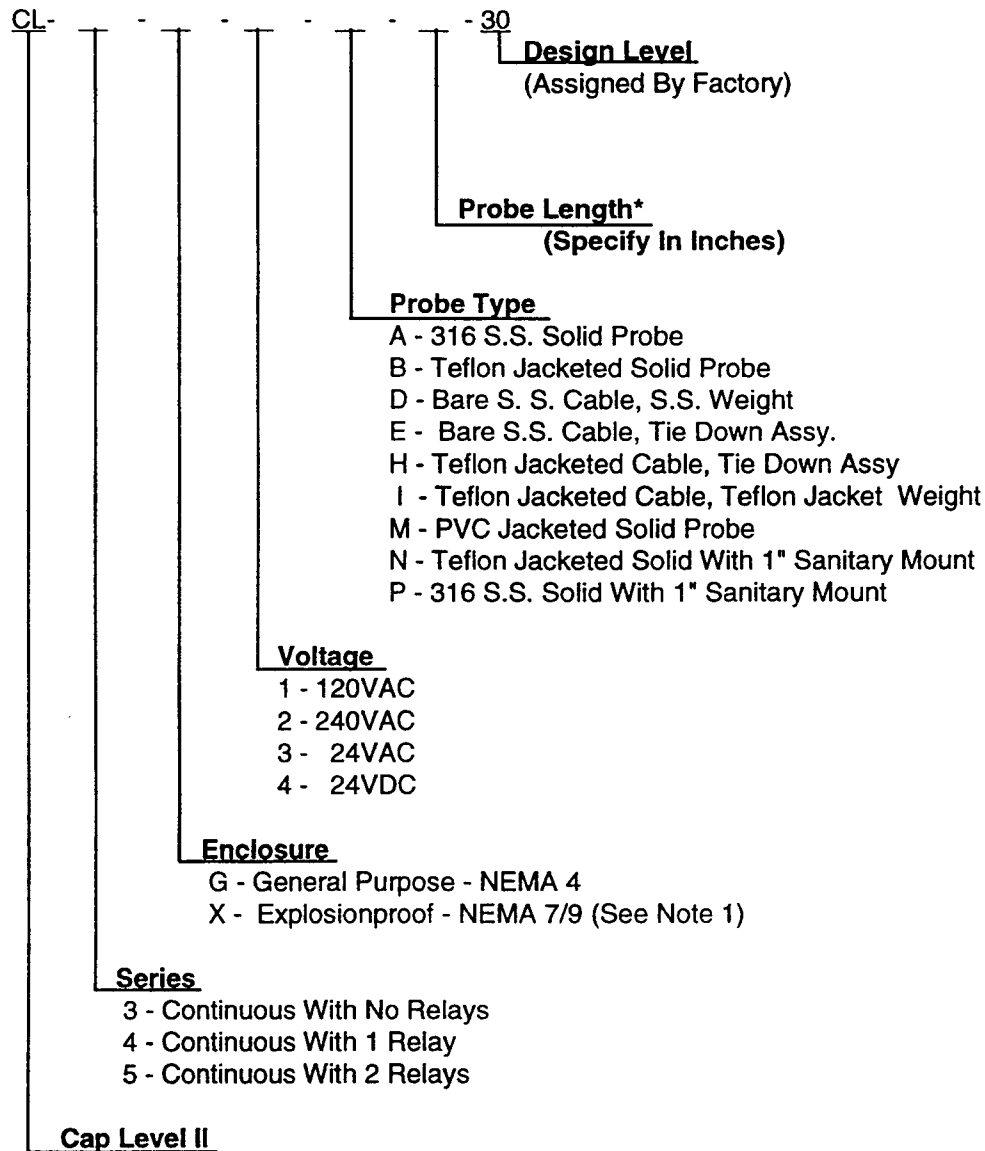 CL- - - - - - 30
Design Level
(Assigned By Factory)
Probe Length*
(Specify In Inches)
Probe Type
A - 316 S.S. Solid Probe
B - Teflon Jacketed Solid Probe
D - Bare S. S. Cable, S.S. Weight
E - Bare S.S. Cable, Tie Down Assy.
H - Teflon Jacketed Cable, Tie Down Assy
I - Teflon Jacketed Cable, Teflon Jacket Weight
M - PVC Jacketed Solid Probe
N - Teflon Jacketed Solid With 1" Sanitary Mount
P - 316 S.S. Solid With 1" Sanitary Mount
Voltage
1 - 120VAC
2 - 240VAC
3 - 24VAC
4 - 24VDC
Enclosure
G - General Purpose - NEMA 4
X - Explosionproof - NEMA 7/9 (See Note 1)
Series
3 - Continuous With No Relays
4 - Continuous With 1 Relay
5 - Continuous With 2 Relays
Cap Level II